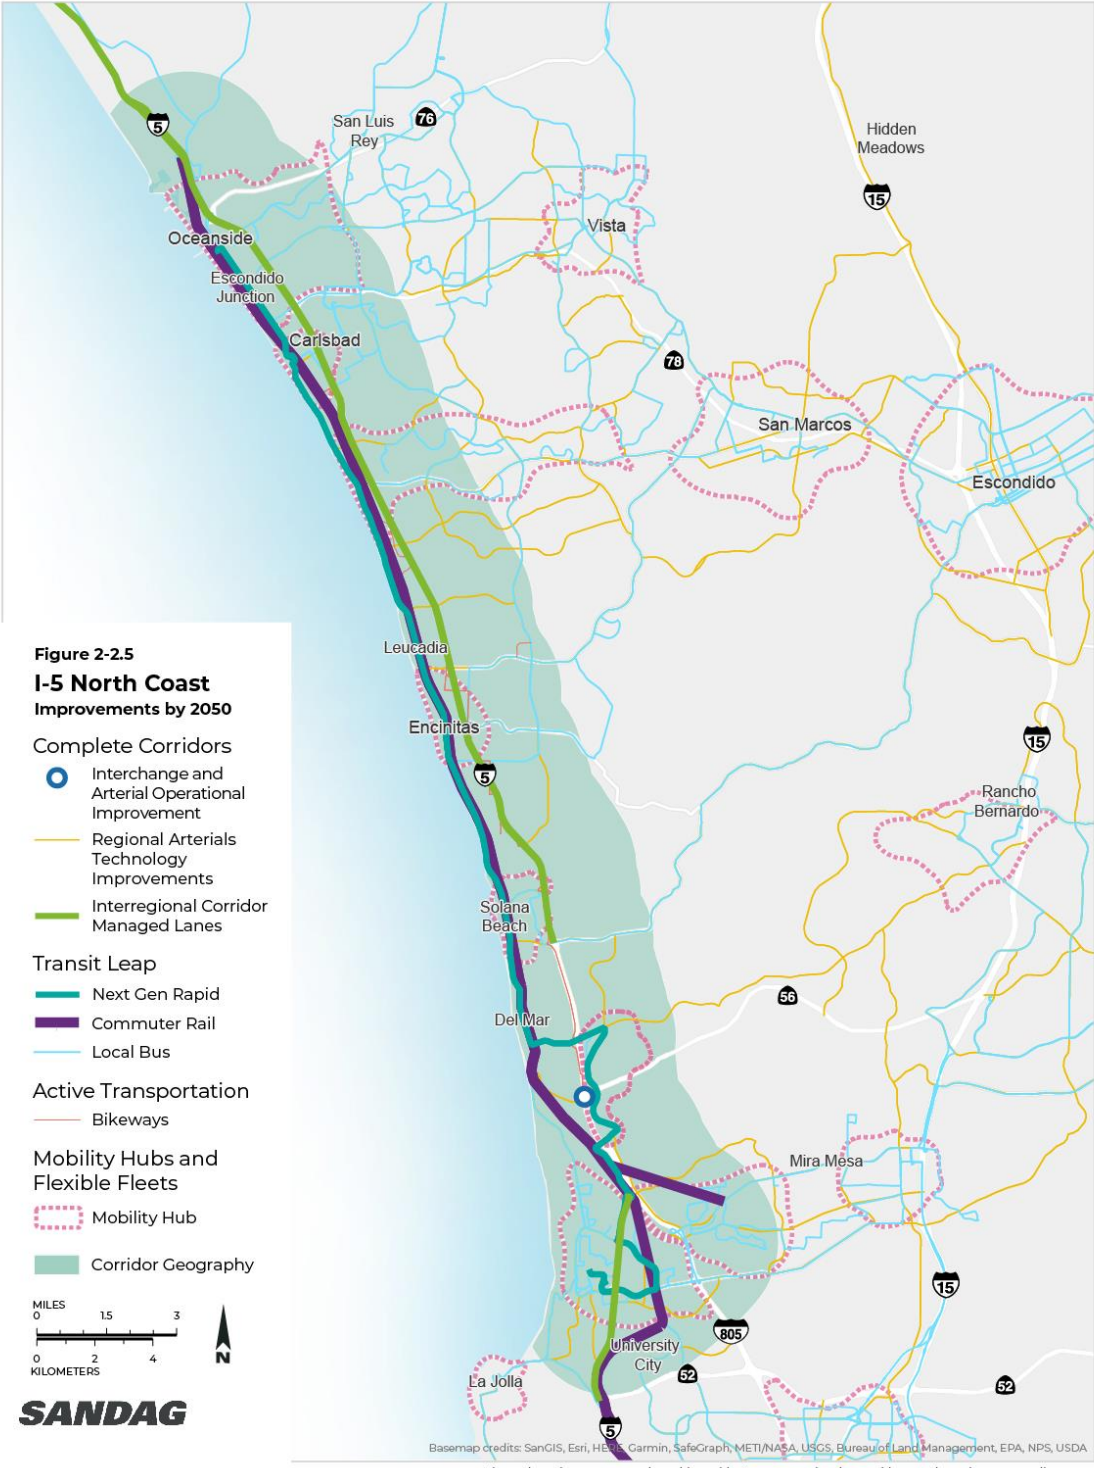 5
San Luis
Rey
76
Hidden
Meadows
15
Vista
Oceanside
Escondido
Junction
Carlsbad
78
San Marcos
Escondido
Leucadia
Encinitas
5
15
Rancho
Bernardo
Solana
Beach
56
Del Mar
Mira Mesa
15
805
University
City
52
La Jolla
52
5
Figure 2-2.5
I-5 North Coast
Improvements by 2050
Complete Corridors
Interchange and
Arterial Operational
Improvement
Regional Arterials
Technology
Improvements
Interregional Corridor
Managed Lanes
Transit Leap
Next Gen Rapid
Commuter Rail
Local Bus
Active Transportation
Bikeways
Mobility Hubs and
Flexible Fleets
Mobility Hub
Corridor Geography
MILES
0 1.5 3
0 2 4
KILOMETERS
N
SANDAG
Basemap credits: SanGIS, Esri, HERE, Garmin, SafeGraph, METI/NASA, USGS, Bureau of Land Management, EPA, NPS, USDA